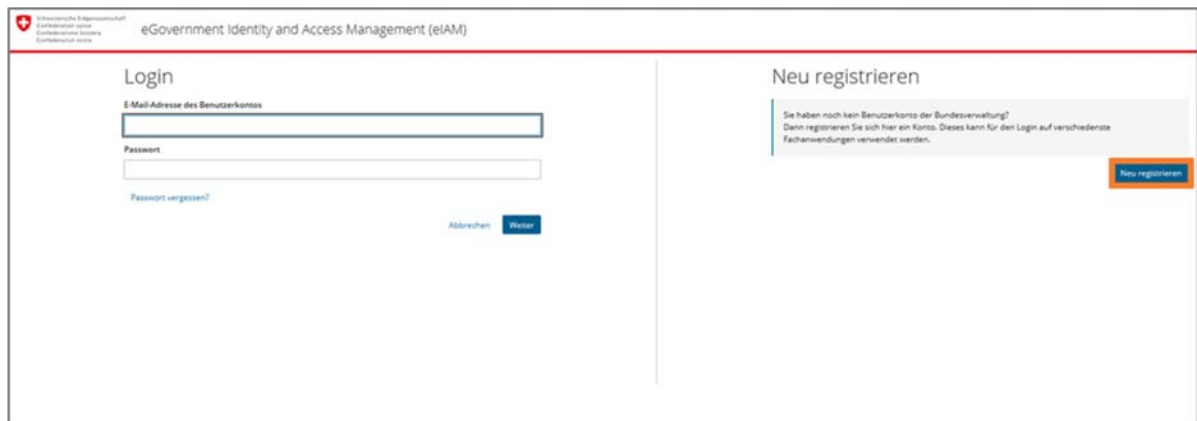 Schweizerische Eidgenossenschaft
Confédération suisse
Confederazione Svizzera
Confederaziun svizra
eGovernment Identity and Access Management (eIAM)
Login
E-Mail-Adresse des Benutzerkontos
Passwort
Passwort vergessen?
Abbrechen
Weiter
Neu registrieren
Sie haben noch kein Benutzerkonto der Bundesverwaltung?
Dann registrieren Sie sich hier ein Konto. Dieses kann für den Login auf verschiedenste
Fachanwendungen verwendet werden.
Neu registrieren